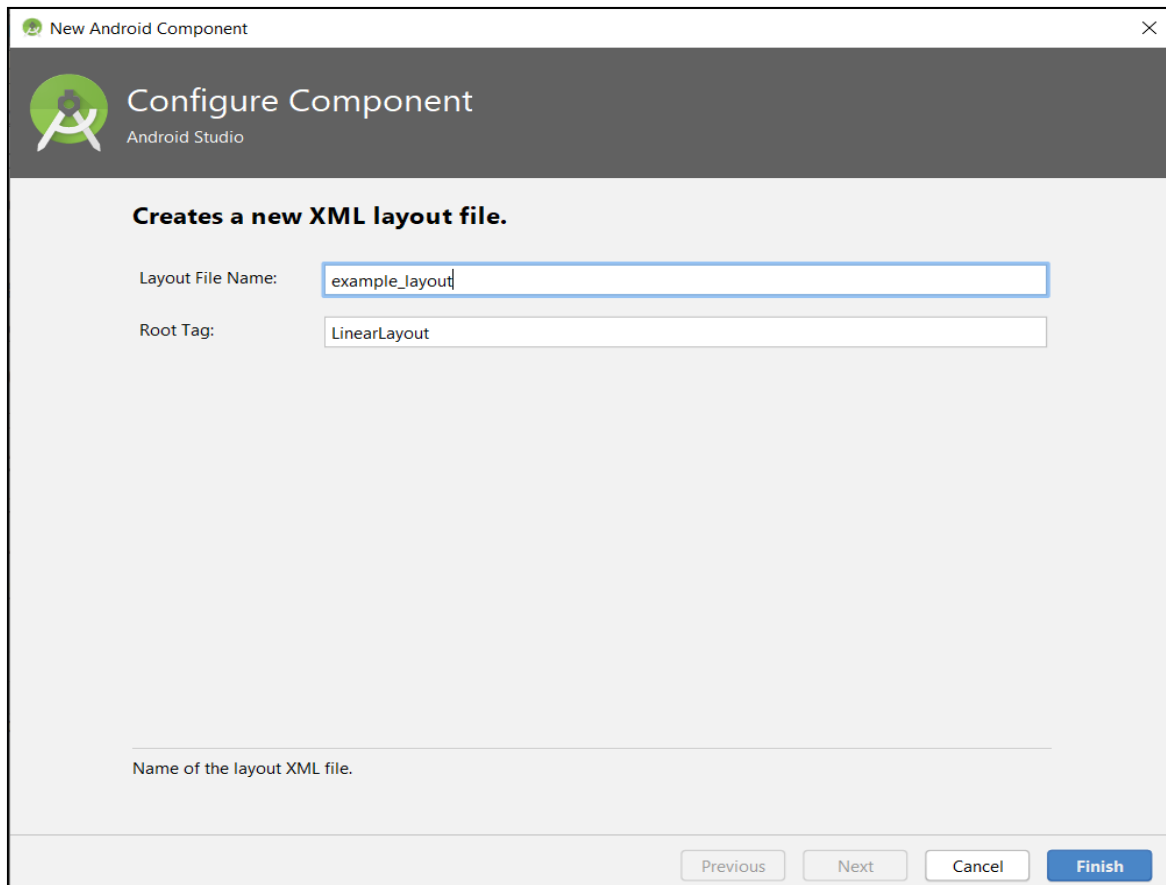 New Android Component
Configure Component
Android Studio
Creates a new XML layout file.
Layout File Name: example_layout
Root Tag: LinearLayout
Name of the layout XML file.
Previous Next Cancel Finish